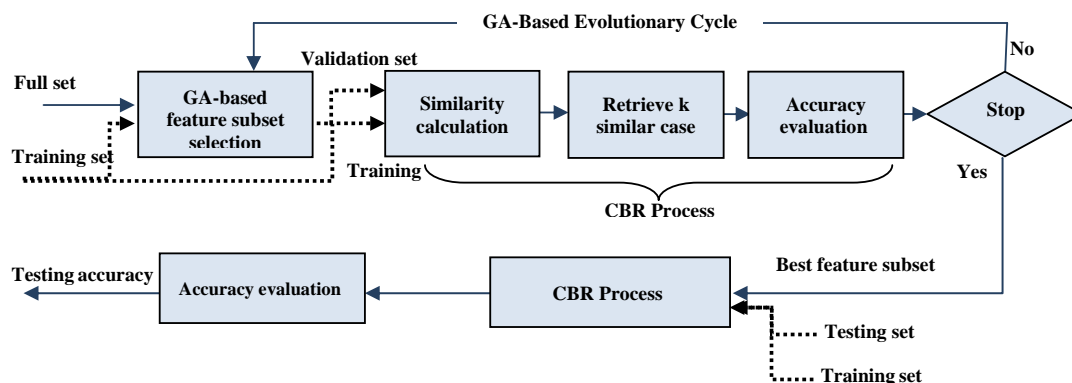 GA-Based Evolutionary Cycle
No
Full set
Validation set
GA-based
feature subset
selection
Similarity
calculation
Retrieve k
similar case
Accuracy
evaluation
Stop
Training set
Training
Yes
CBR Process
Testing accuracy
Accuracy evaluation
CBR Process
Best feature subset
Testing set
Training set